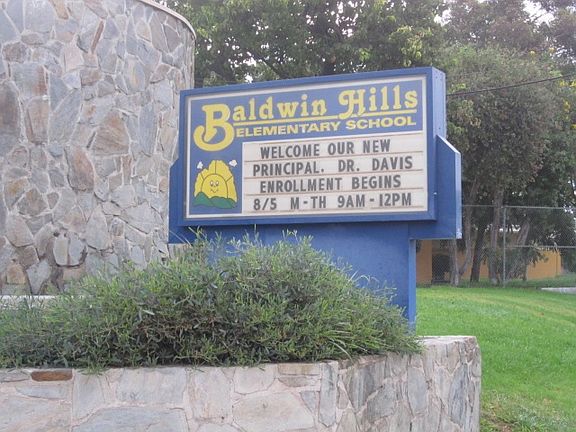 Baldwin Hills
ELEMENTARY SCHOOL
WELCOME OUR NEW
PRINCIPAL. DR. DAVIS
ENROLLMENT BEGINS
8/5 M-TH 9AM-12PM